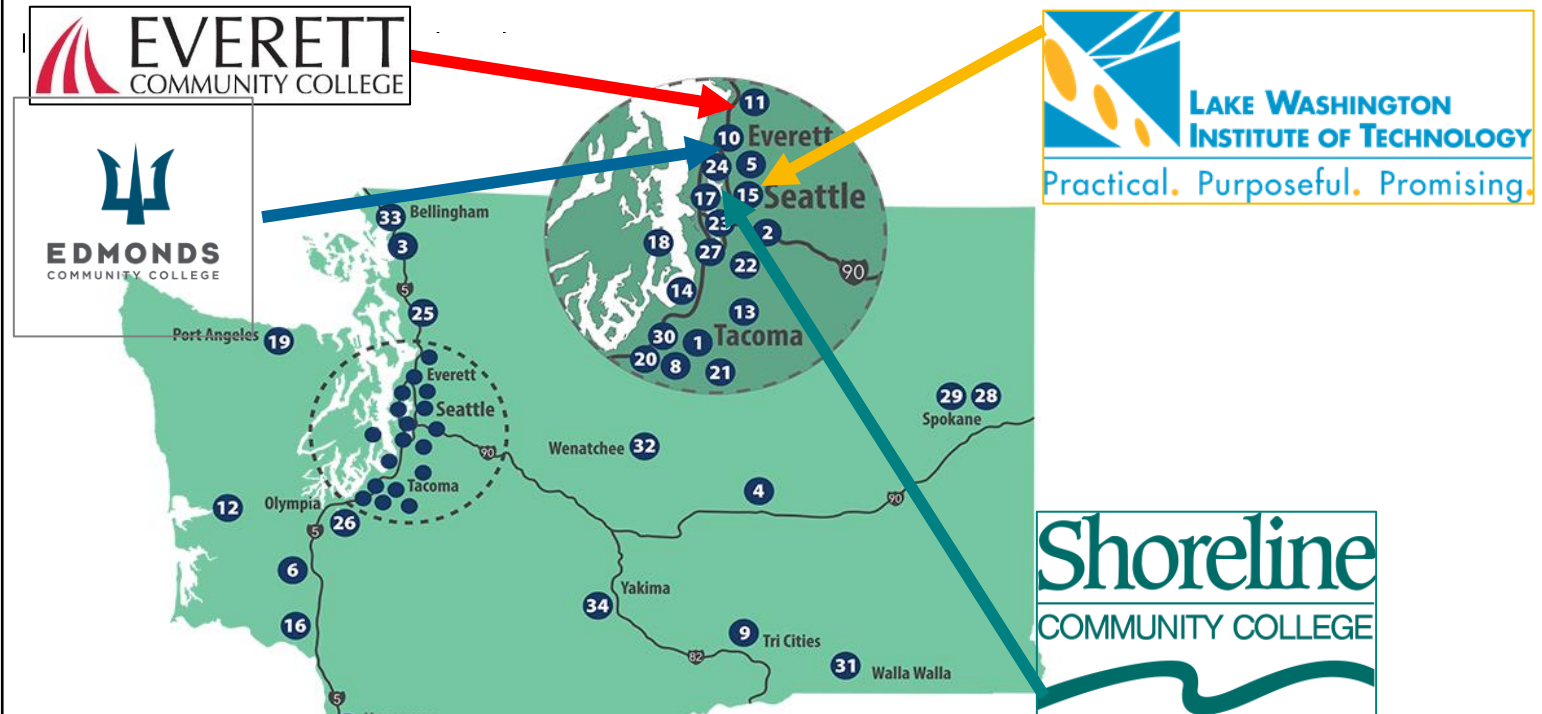 EVERETT
COMMUNITY COLLEGE
EDMONDS
COMMUNITY COLLEGE
LAKE WASHINGTON
INSTITUTE OF TECHNOLOGY
Practical. Purposeful. Promising.
11
10 Everett
24 5
17 15 Seattle
23 2
18 27 22
90
14
13
30 1 Tacoma
20 8 21
33 Bellingham
3
5
25
Port Angeles 19
Everett
Seattle
90
Tacoma
Olympia
12
26
5
6
16
5
Wenatchee 32
4
90
29 28
Spokane
Yakima
34
82
9 Tri Cities
31 Walla Walla
Shoreline
COMMUNITY COLLEGE